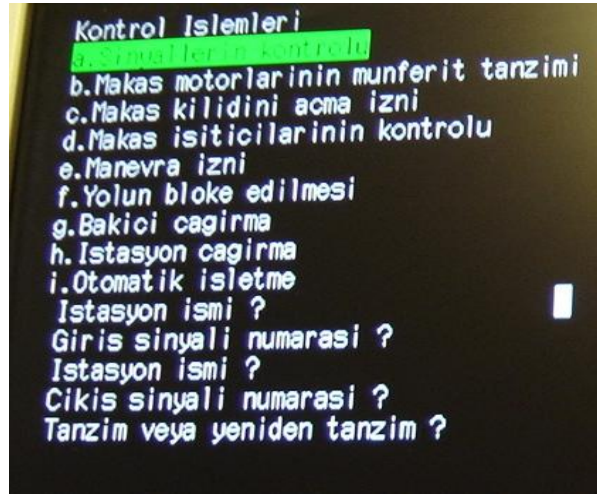 Kontrol Islemleri
a.Sinyallerin kontrolu
b.Makas motorlarinin munferit tanzimi
c.Makas kilidini acma izni
d.Makas isiticilarinin kontrolu
e.Manevra izni
f.Yolun bloke edilmesi
g.Bakici cagirma
h.Istasyon cagirma
i.Otomatik isletme
Istasyon ismi ?
Giris sinyali numarasi ?
Istasyon ismi ?
Cikis sinyali numarasi ?
Tanzim veya yeniden tanzim ?